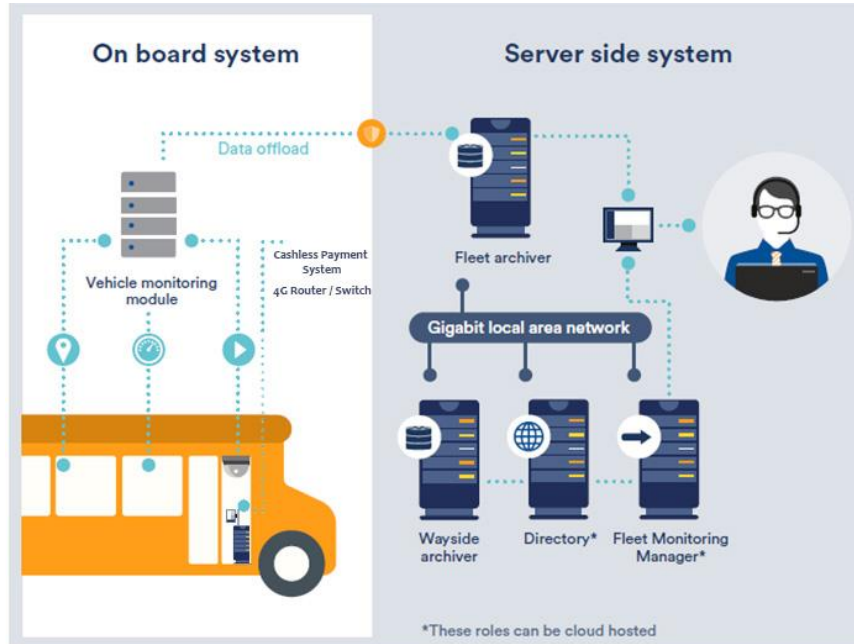 On board system
Server side system
Data offload
Fleet archiver
Cashless Payment
System
4G Router / Switch
Vehicle monitoring
module
Gigabit local area network
Wayside
archiver
Directory*
Fleet Monitoring
Manager*
*These roles can be cloud hosted